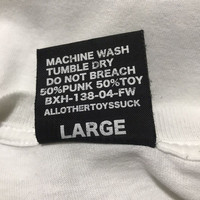 MACHINE WASH
TUMBLE DRY
DO NOT BREACH
50%PUNK 50%TOY
BXH-138-04-FW
ALLOTHERTOYSSUCK
LARGE